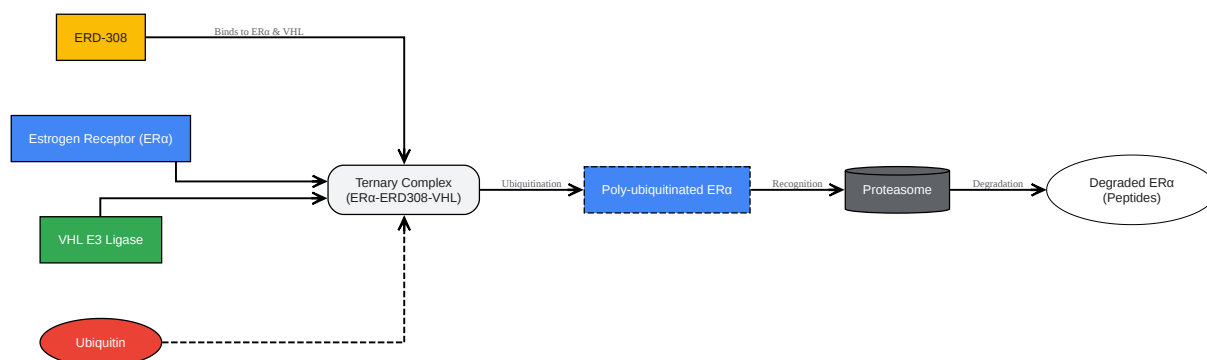 ERD-308
Binds to ERα & VHL
Estrogen Receptor (ERα)
Ternary Complex
(ERα-ERD308-VHL)
Ubiquitination
Poly-ubiquitinated ERα
Recognition
Proteasome
Degradation
Degraded ERα
(Peptides)
VHL E3 Ligase
Ubiquitin